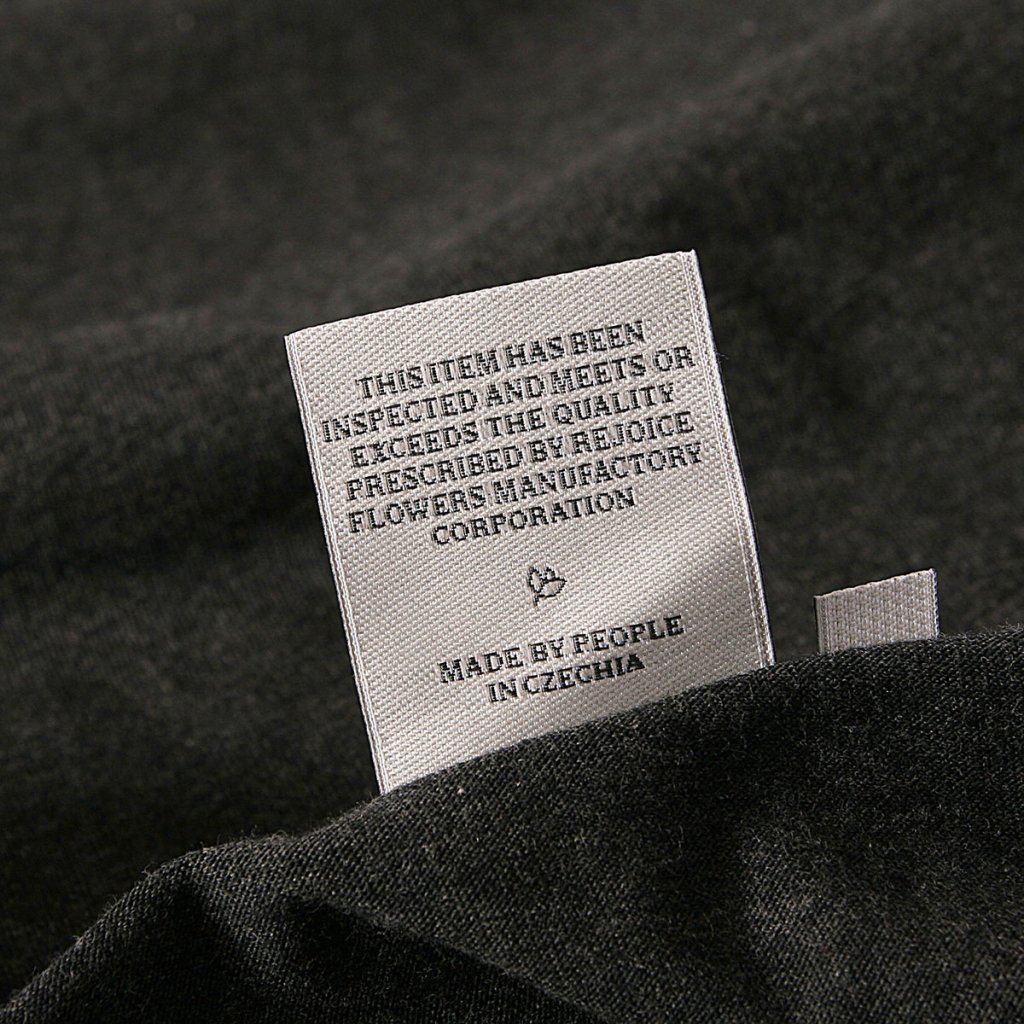 THIS ITEM HAS BEEN
INSPECTED AND MEETS OR
EXCEEDS THE QUALITY
PRESCRIBED BY REJOICE
FLOWERS MANUFACTORY
CORPORATION
MADE BY PEOPLE
IN CZECHIA